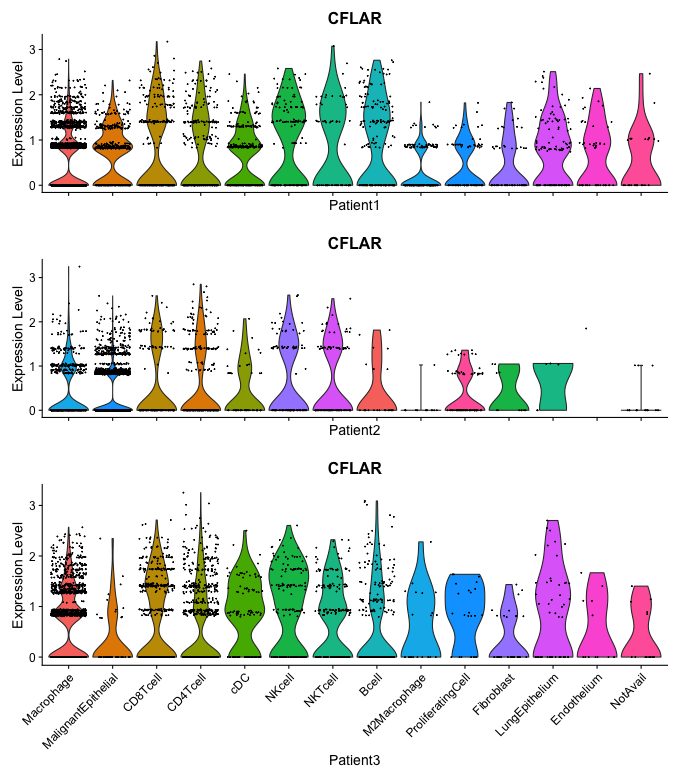 CFLAR
Expression Level
3
2
1
0
Patient1
CFLAR
Expression Level
3
2
1
0
Patient2
CFLAR
Expression Level
3
2
1
0
Macrophage
MalignantEpithelial
CD8Tcell
CD4Tcell
cDC
NKcell
NKTcell
Bcell
M2Macrophage
ProliferatingCell
Fibroblast
LungEpithelium
Endothelium
NotAvail
Patient3